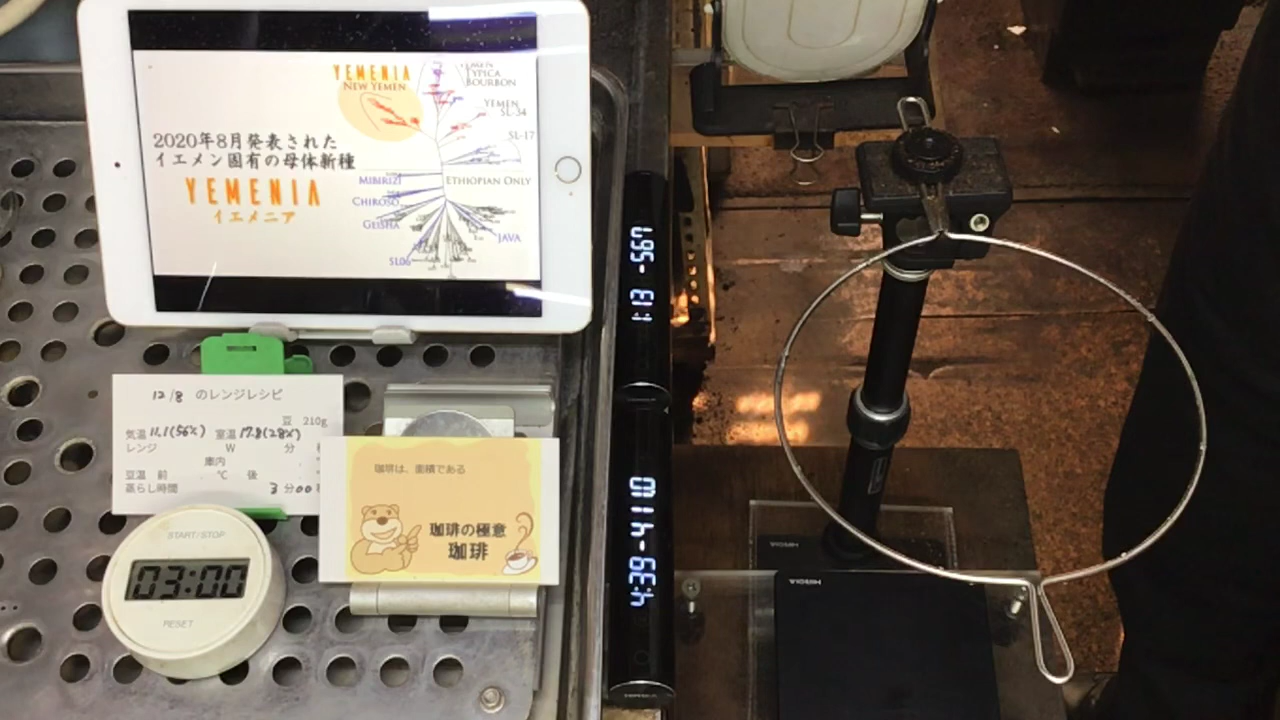 YEMENIA
NEW YEMEN
YEMEN
TYPICA
BOURBON
YEMEN
SL-34
SL-17
2020年8月発表された
イエメン固有の母体新種
YEMENIA
イエメニア
MIBIRIZI
ETHIOPIAN ONLY
CHIROSO
GEISHA
JAVA
SL06
12/8 のレンジレシピ
豆 210g
気温 11.1(56%) 室温 17.8(28%)
レンジ W 分
庫内
豆温 前 ℃ 後
蒸らし時間 3分00
珈琲は、面積である
珈琲の極意
珈琲
START/STOP
03:00
RESET
HIROIA